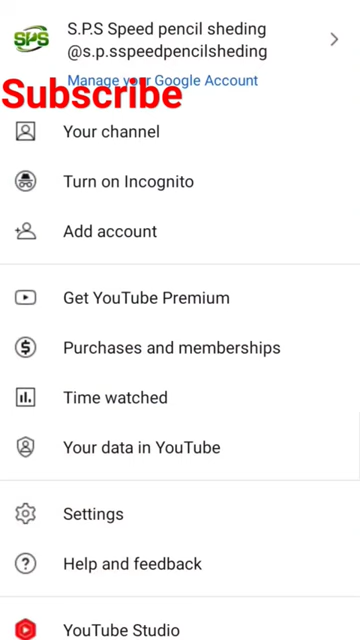 SPS
S.P.S Speed pencil sheding
@s.p.sspeedpencilsheding
Manage your Google Account
Subscribe
Your channel
Turn on Incognito
Add account
Get YouTube Premium
Purchases and memberships
Time watched
Your data in YouTube
Settings
Help and feedback
YouTube Studio